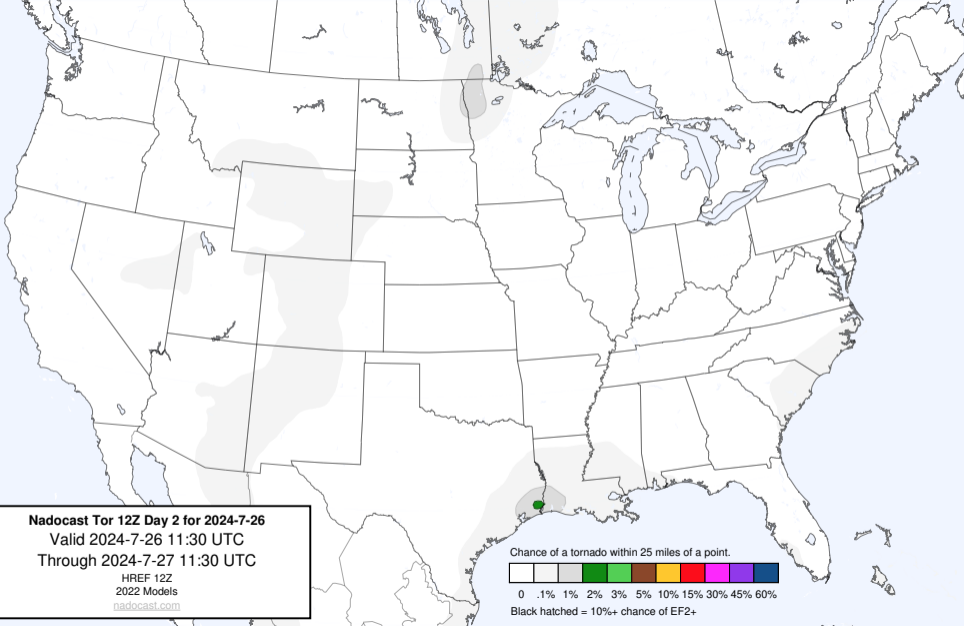 Nadocast Tor 12Z Day 2 for 2024-7-26
Valid 2024-7-26 11:30 UTC
Through 2024-7-27 11:30 UTC
HREF 12Z
2022 Models
nadocast.com
Chance of a tornado within 25 miles of a point.
0 .1% 1% 2% 3% 5% 10% 15% 30% 45% 60%
Black hatched = 10%+ chance of EF2+